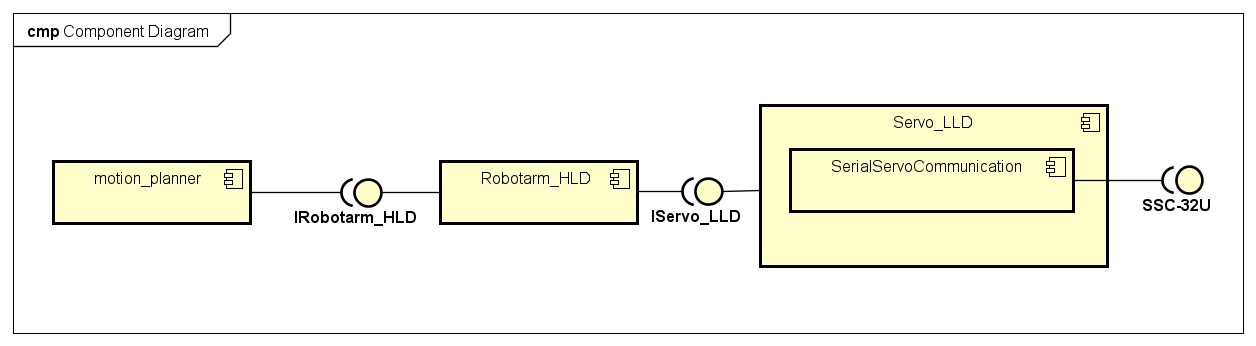 cmp Component Diagram
motion_planner
IRobotarm_HLD
Robotarm_HLD
IServo_LLD
Servo_LLD
SerialServoCommunication
SSC-32U